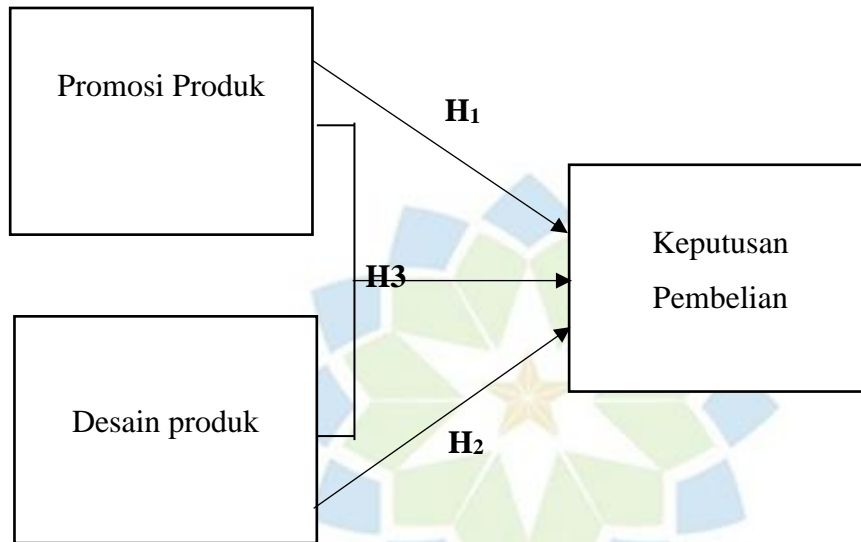 Promosi Produk
H₁
Keputusan
Pembelian
H3
Desain produk
H₂